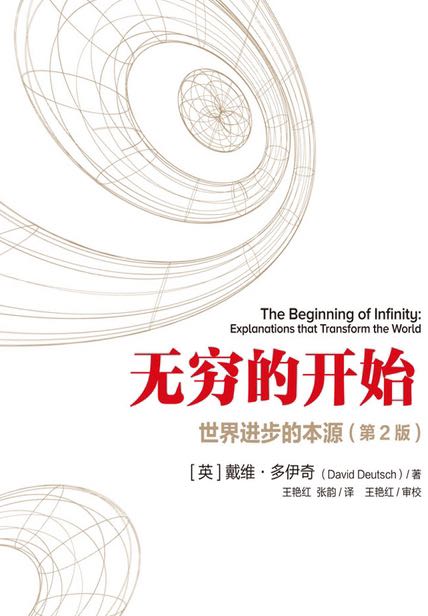 The Beginning of Infinity:
Explanations that Transform the World
无穷的开始
世界进步的本源（第2版）
［英］戴维·多伊奇（David Deutsch）/著
王艳红 张韵/译 王艳红/审校